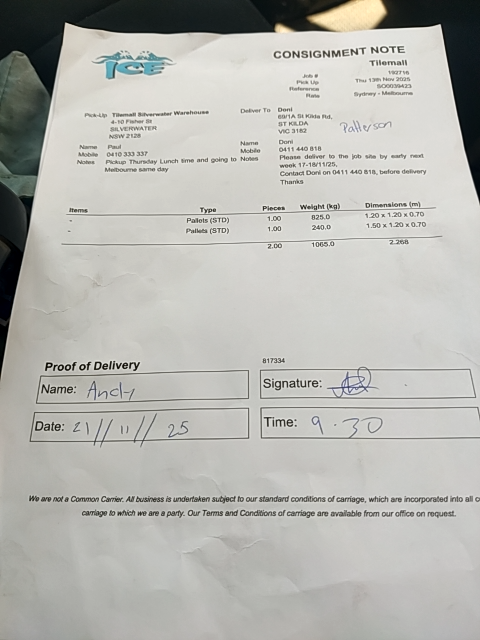 ICE
CONSIGNMENT NOTE
Tilemall
Job # 192716
Pick Up Thu 13th Nov 2025
Reference SO0039423
Rate Sydney - Melbourne
Pick-Up Tilemall Silverwater Warehouse
4-10 Fisher St
SILVERWATER
NSW 2128
Name Paul
Mobile 0410 333 337
Notes Pickup Thursday Lunch time and going to
Melbourne same day
Deliver To Doni
69/1A St Kilda Rd,
ST KILDA
VIC 3182
Patterson
Name Doni
Mobile 0411 440 818
Notes Please deliver to the job site by early next
week 17-18/11/25,
Contact Doni on 0411 440 818, before delivery
Thanks
Items Type Pieces Weight (kg) Dimensions (m)
- Pallets (STD) 1.00 825.0 1.20 x 1.20 x 0.70
- Pallets (STD) 1.00 240.0 1.50 x 1.20 x 0.70
2.00 1065.0 2.268
Proof of Delivery
817334
Name: Andy
Signature:
Date: 21//11//25
Time: 9.30
We are not a Common Carrier. All business is undertaken subject to our standard conditions of carriage, which are incorporated into all
carriage to which we are a party. Our Terms and Conditions of carriage are available from our office on request.